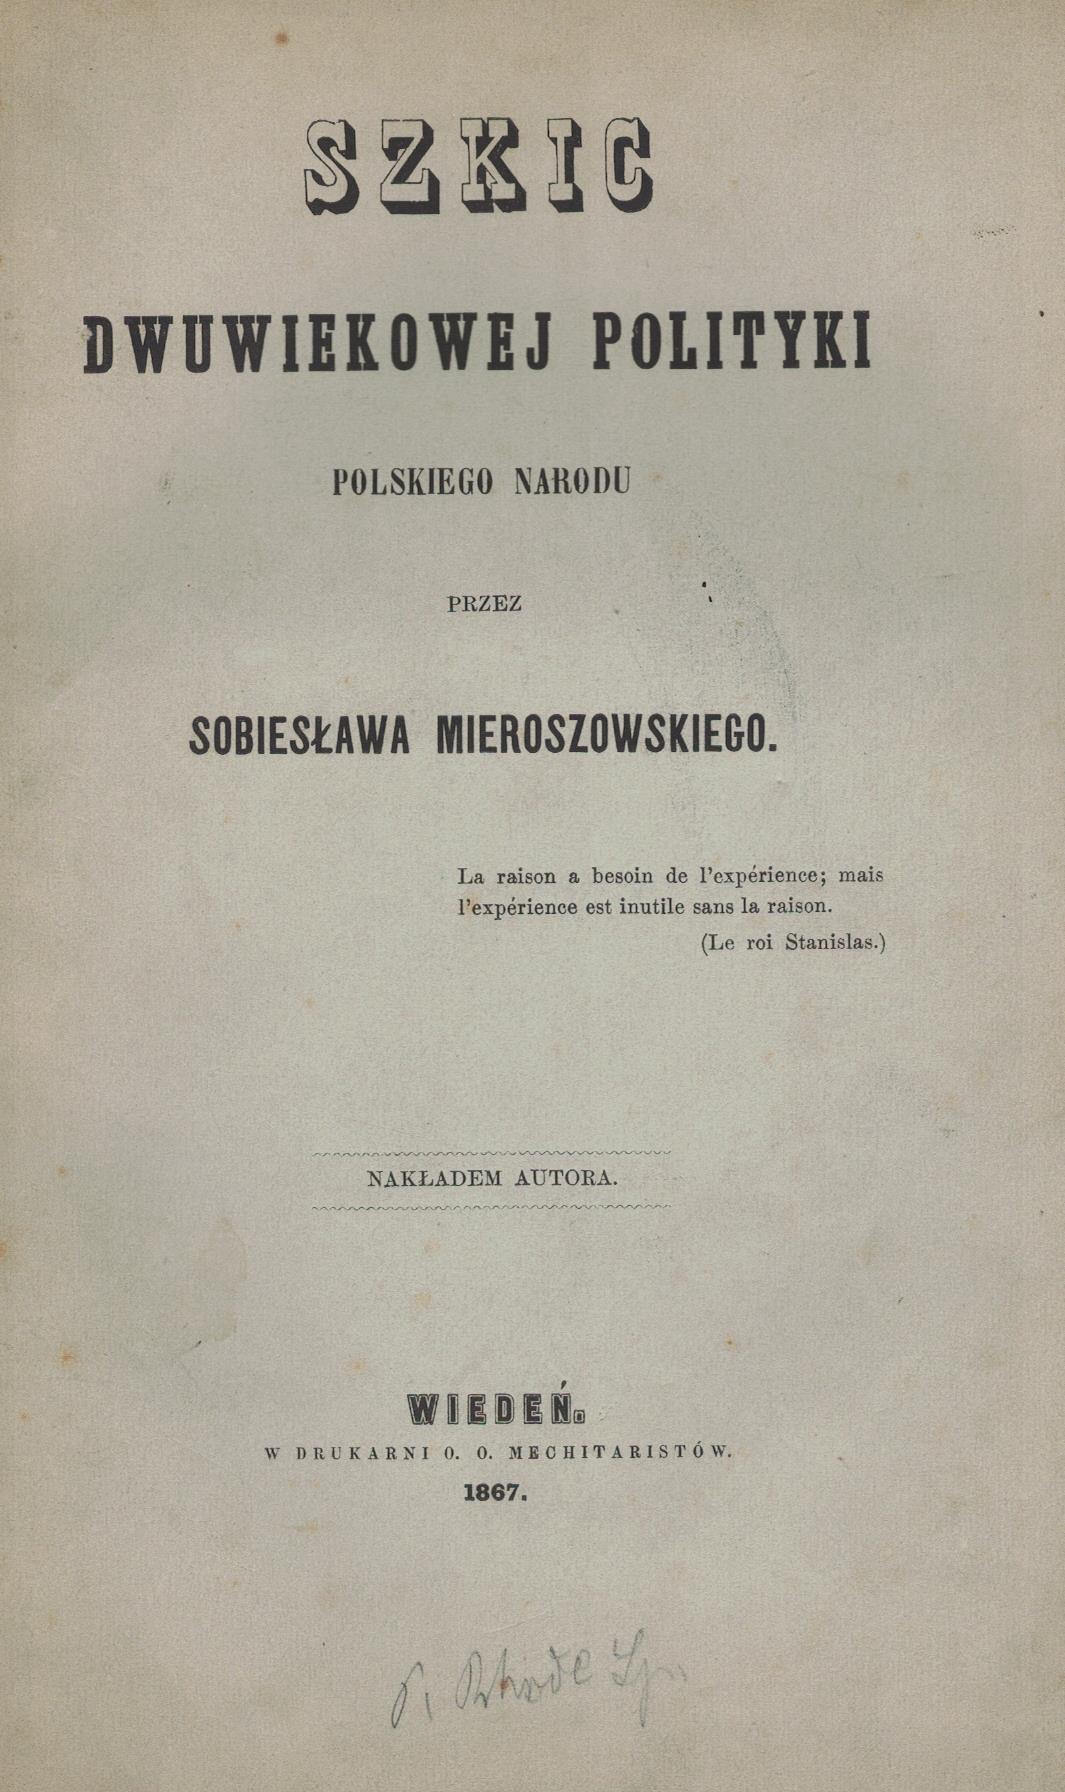 SZKIC
DWUWIEKOWEJ POLITYKI
POLSKIEGO NARODU
PRZEZ
SOBIESŁAWA MIEROSZOWSKIEGO.
La raison a besoin de l'expérience; mais
l'expérience est inutile sans la raison.
(Le roi Stanislas.)
NAKŁADEM AUTORA.
WIEDEŃ.
W DRUKARNI O. O. MECHITARISTÓW.
1867.